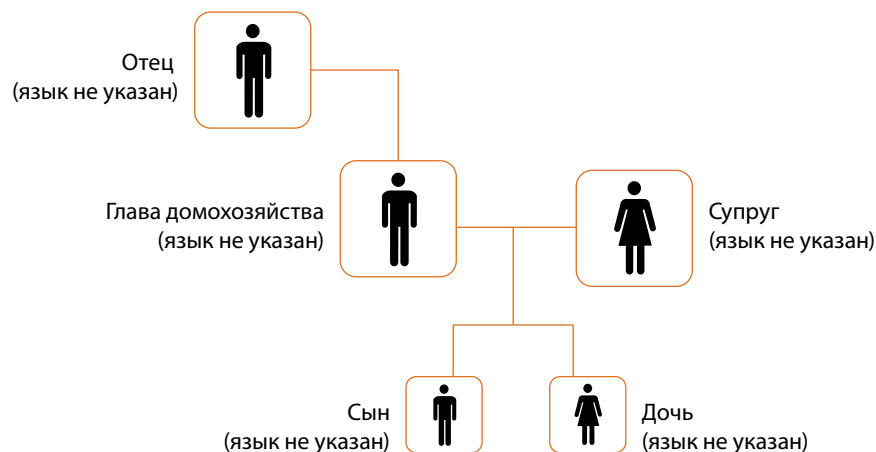 Отец
(язык не указан)
Глава домохозяйства
(язык не указан)
Супруг
(язык не указан)
Сын
(язык не указан)
Дочь
(язык не указан)